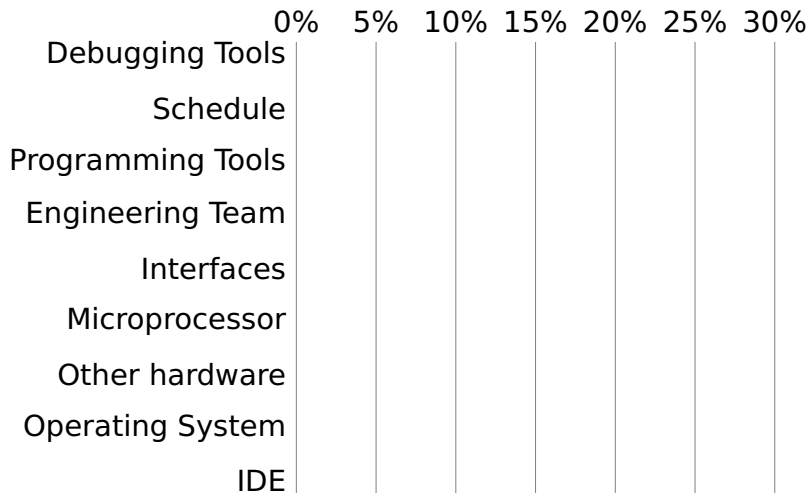 0% 5% 10% 15% 20% 25% 30%
Debugging Tools
Schedule
Programming Tools
Engineering Team
Interfaces
Microprocessor
Other hardware
Operating System
IDE